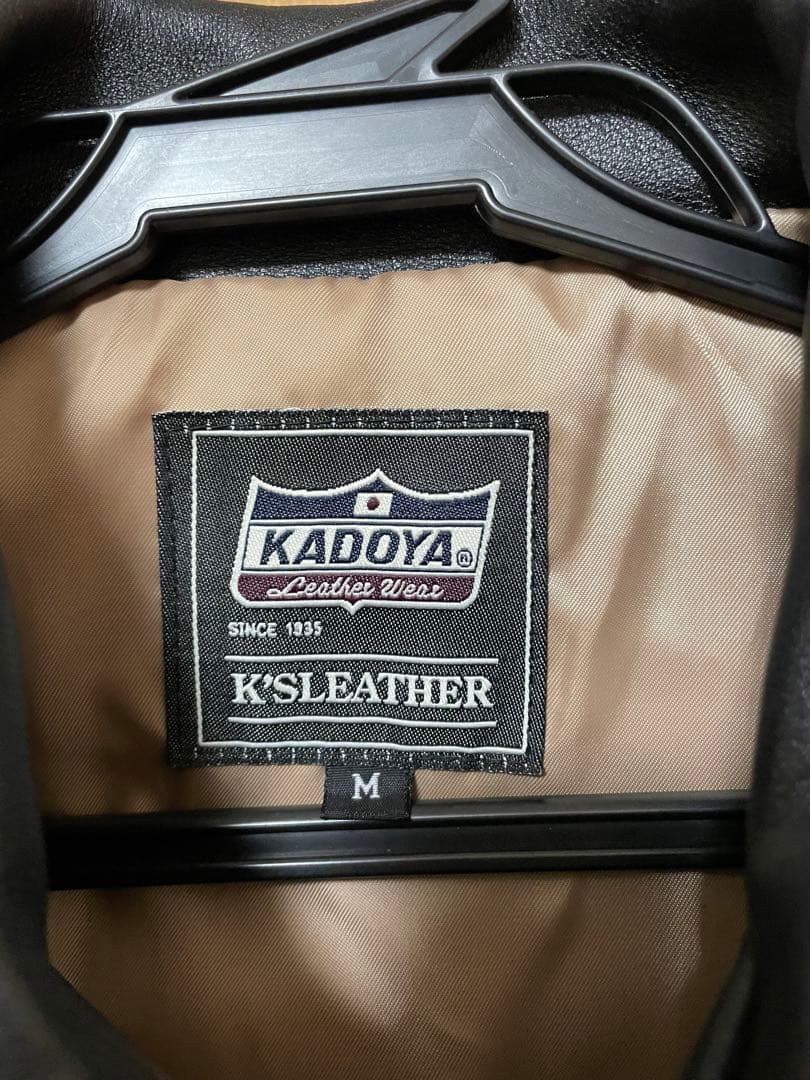 KADOYA®
Leather Wear
SINCE 1935
K'SLEATHER
M